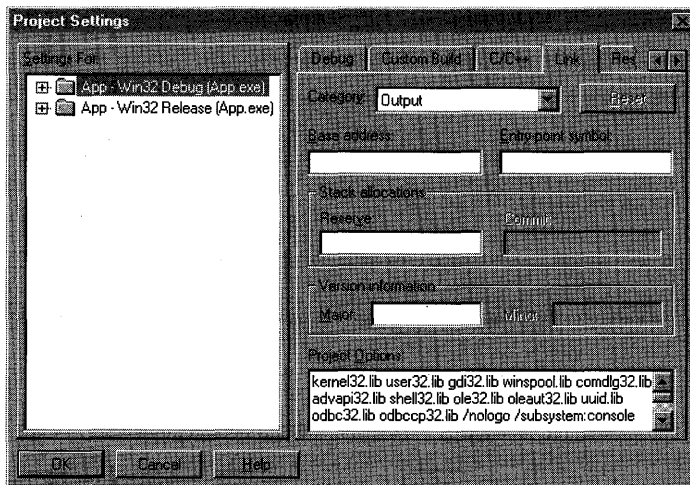 Project Settings
Settings For:
App - Win32 Debug (App.exe)
App - Win32 Release (App.exe)
Debug Custom Build C/C++ Link
Category: Output Reset
Base address: Entry-point symbol:
Stack allocations
Reserve: Commit:
Version information
Major: Minor:
Project Options:
kernel32.lib user32.lib gdi32.lib winspool.lib comdlg32.lib
advapi32.lib shell32.lib ole32.lib oleaut32.lib uuid.lib
odbc32.lib odbccp32.lib /nologo /subsystem:console
OK Cancel Help